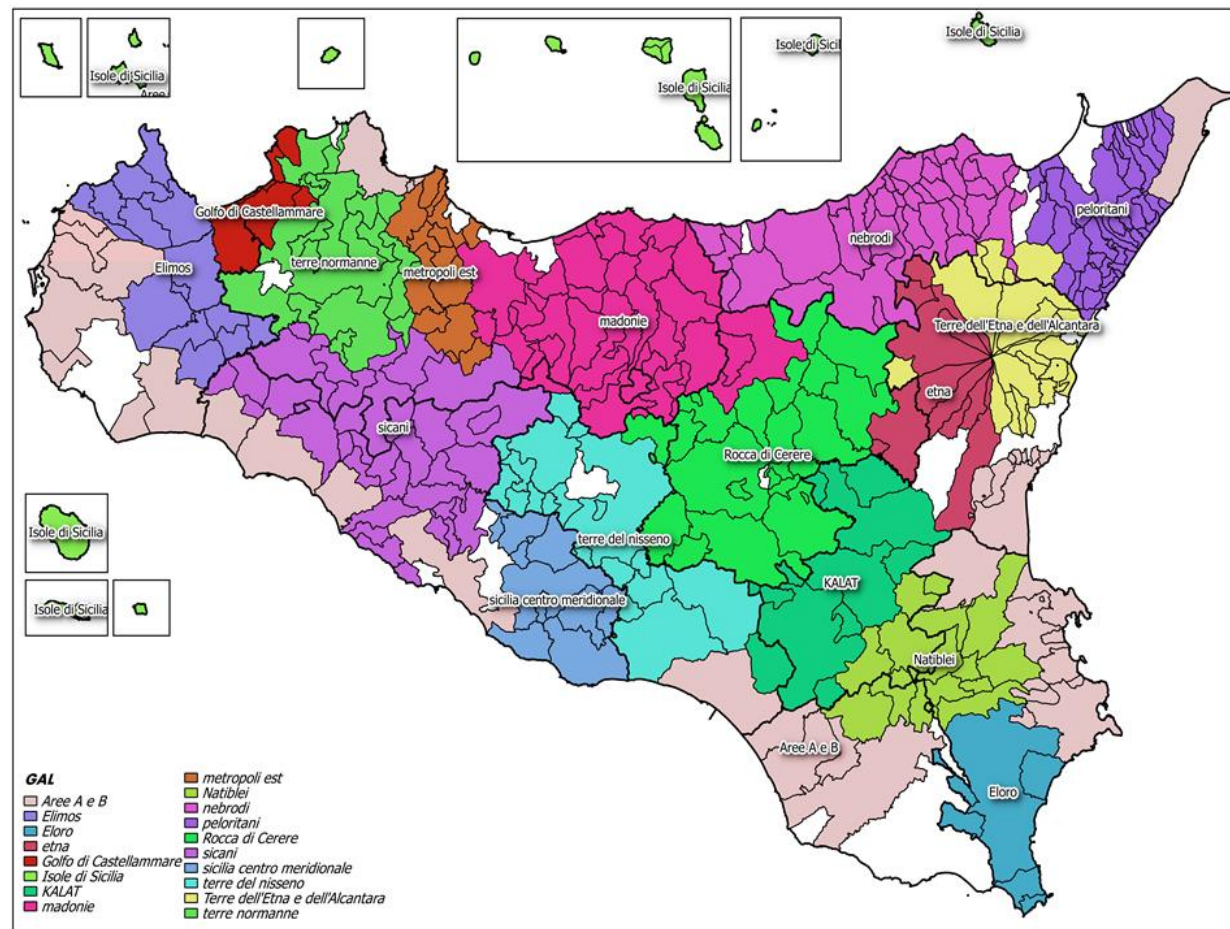 Isole di Sicilia
Aree
Isole di Sicilia
Isole di Sicil
Isole di Sicilia
Golfo di Castellammare
terre normanne
Elimos
metropoli est
nebrodi
peloritani
madonie
Terre dell'Etna e dell'Alcantara
etna
sicani
Rocca di Cerere
Isole di Sicilia
terre del nisseno
KALAT
Isole di Sicilia
sicilia centro meridionale
Natiblei
Aree A e B
Eloro
GAL
Aree A e B
Elimos
Eloro
etna
Golfo di Castellammare
Isole di Sicilia
KALAT
madonie
metropoli est
Natiblei
nebrodi
peloritani
Rocca di Cerere
sicani
sicilia centro meridionale
terre del nisseno
Terre dell'Etna e dell'Alcantara
terre normanne